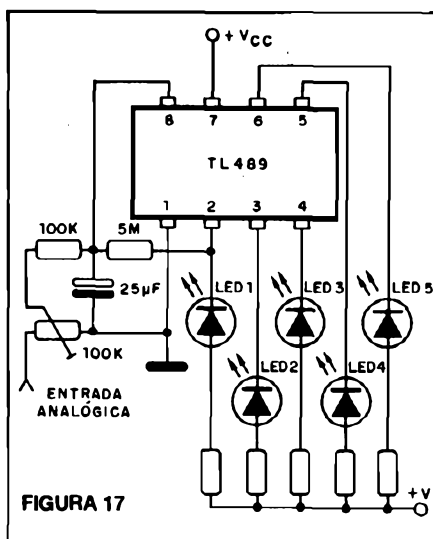 + VCC
8 7 6 5
TL489
1 2 3 4
100K
5M
25µF
100K
ENTRADA
ANALÓGICA
LED1
LED3
LED5
LED2
LED4
+V
FIGURA 17